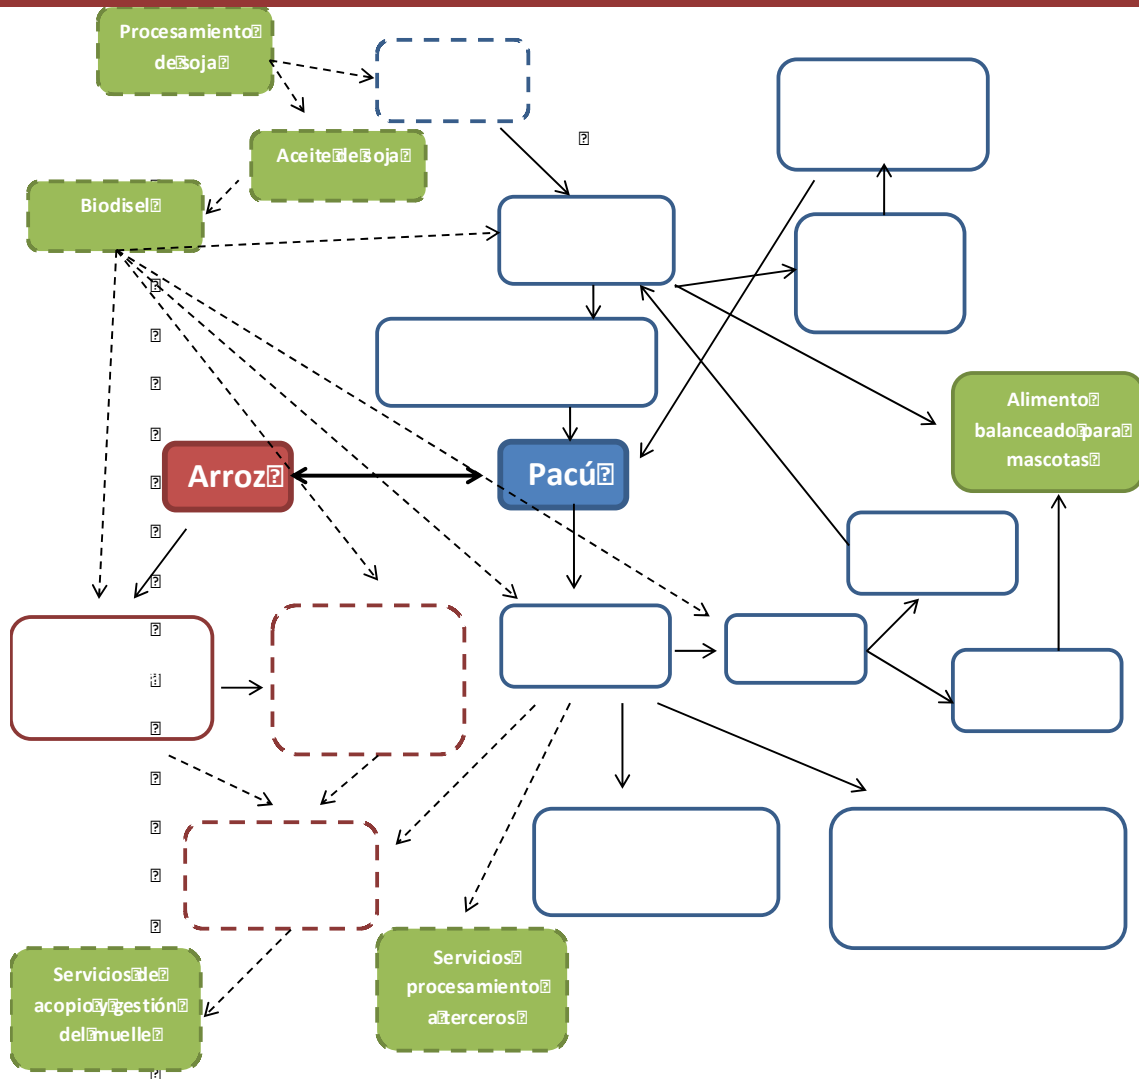 Procesamiento
de soja
Aceite de soja
Biodisel
Alimento
balanceado para
mascotas
Arroz
Pacú
Servicios
procesamiento
a terceros
Servicios de
acopio y gestión
del muelle